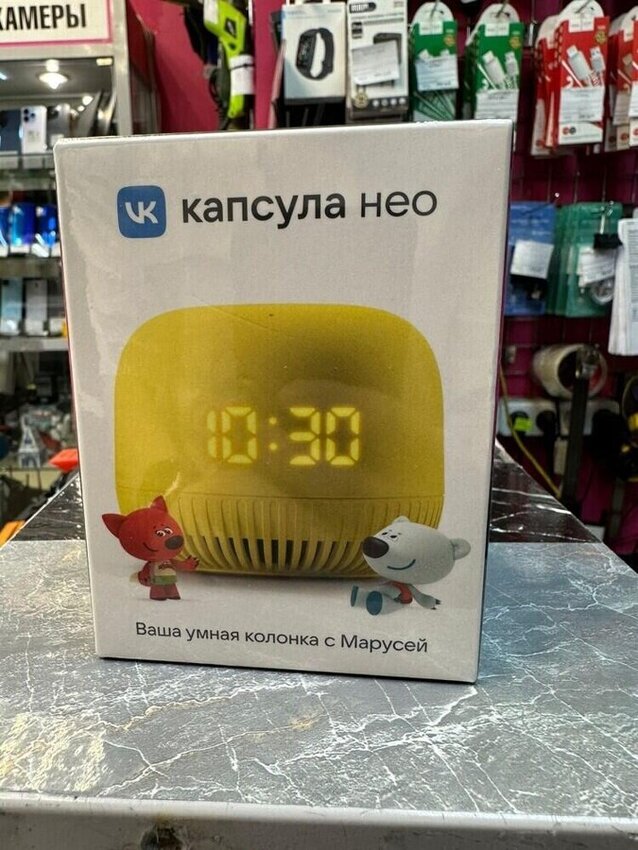 КАМЕРЫ
VK капсула нео
10:30
Ваша умная колонка с Марусей